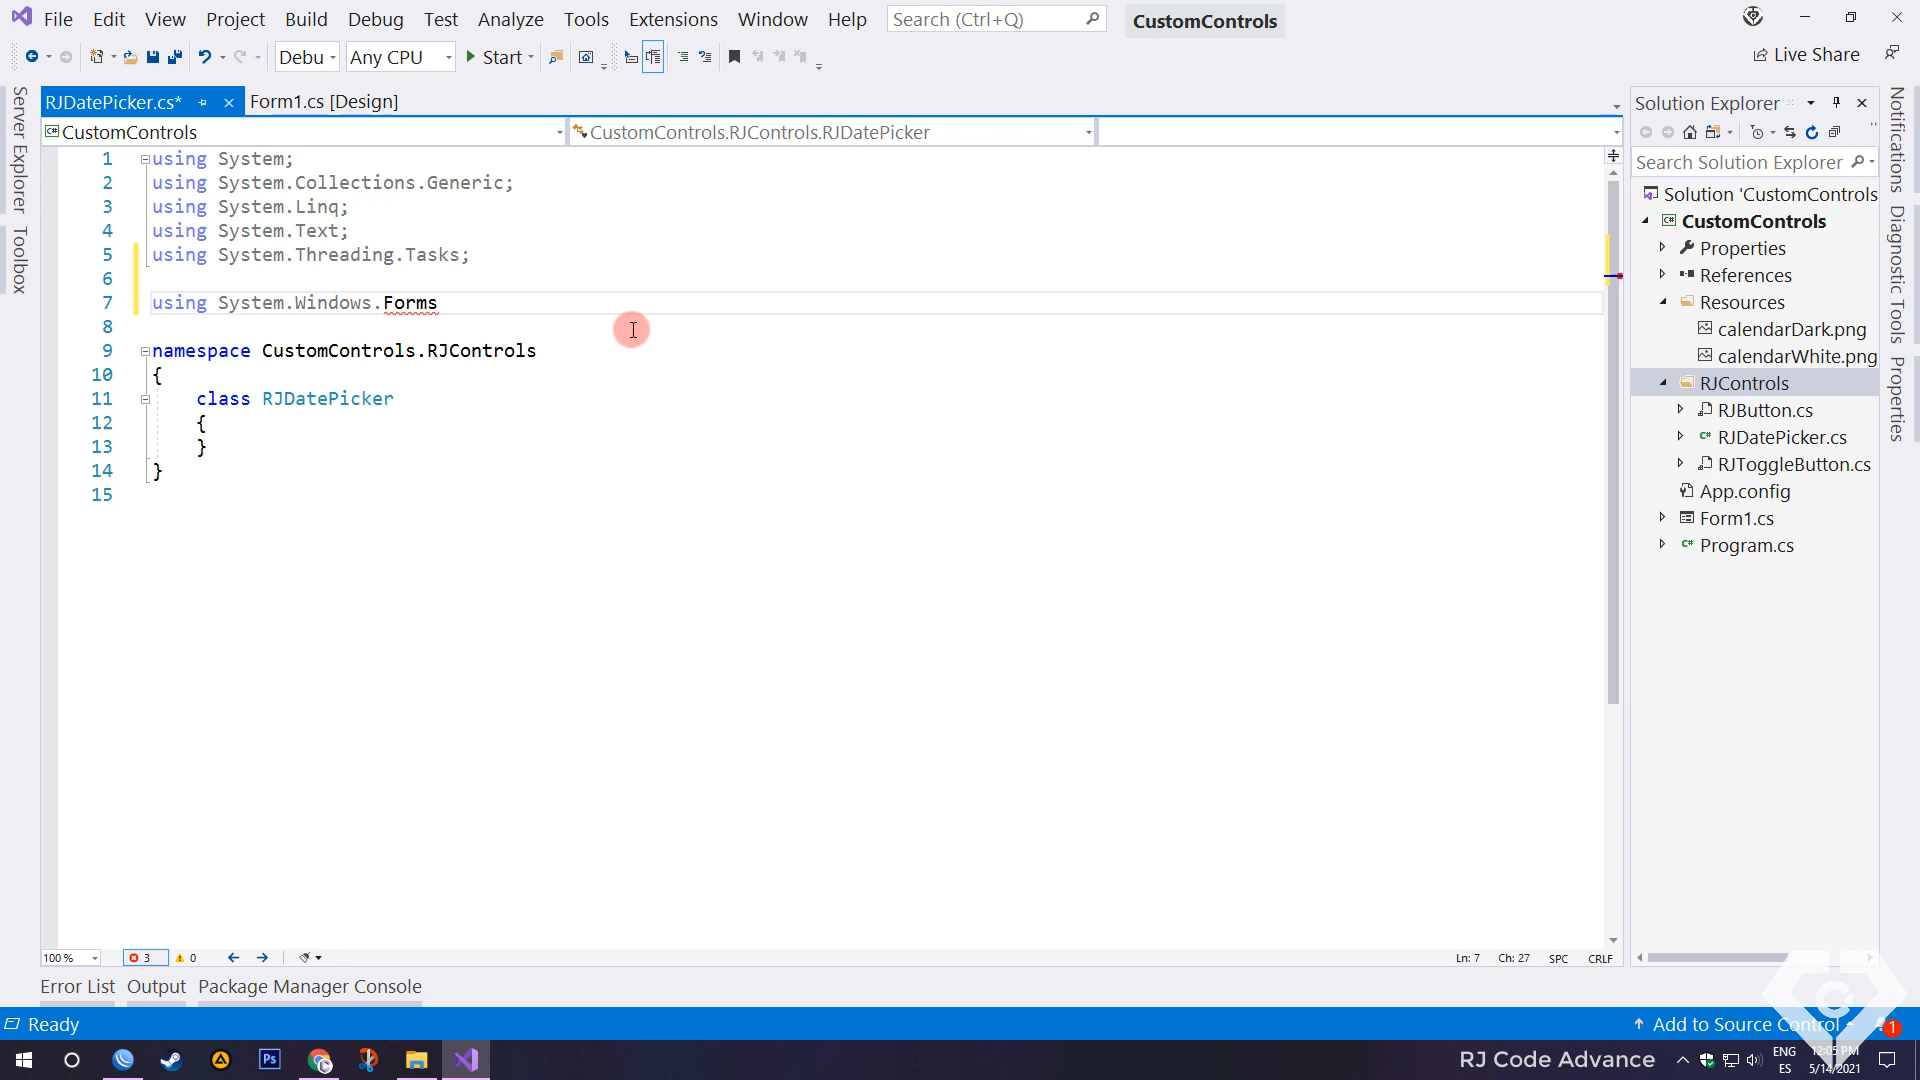 File Edit View Project Build Debug Test Analyze Tools Extensions Window Help Search (Ctrl+Q) CustomControls
Debu Any CPU Start Live Share
RJDatePicker.cs* Form1.cs [Design]
CustomControls CustomControls.RJControls.RJDatePicker
1 using System;
2 using System.Collections.Generic;
3 using System.Linq;
4 using System.Text;
5 using System.Threading.Tasks;
6
7 using System.Windows.Forms
8
9 namespace CustomControls.RJControls
10 {
11 class RJDatePicker
12 {
13 }
14 }
15
Server Explorer
Toolbox
Solution Explorer
Search Solution Explorer
Solution 'CustomControls
CustomControls
Properties
References
Resources
calendarDark.png
calendarWhite.png
RJControls
RJButton.cs
RJDatePicker.cs
RJToggleButton.cs
App.config
Form1.cs
Program.cs
Notifications
Diagnostic Tools
Properties
100 % 3 0 Ln: 7 Ch: 27 SPC CRLF
Error List Output Package Manager Console
Ready Add to Source Control 1
Ps RJ Code Advance ENG 12:05 PM
ES 5/14/2021